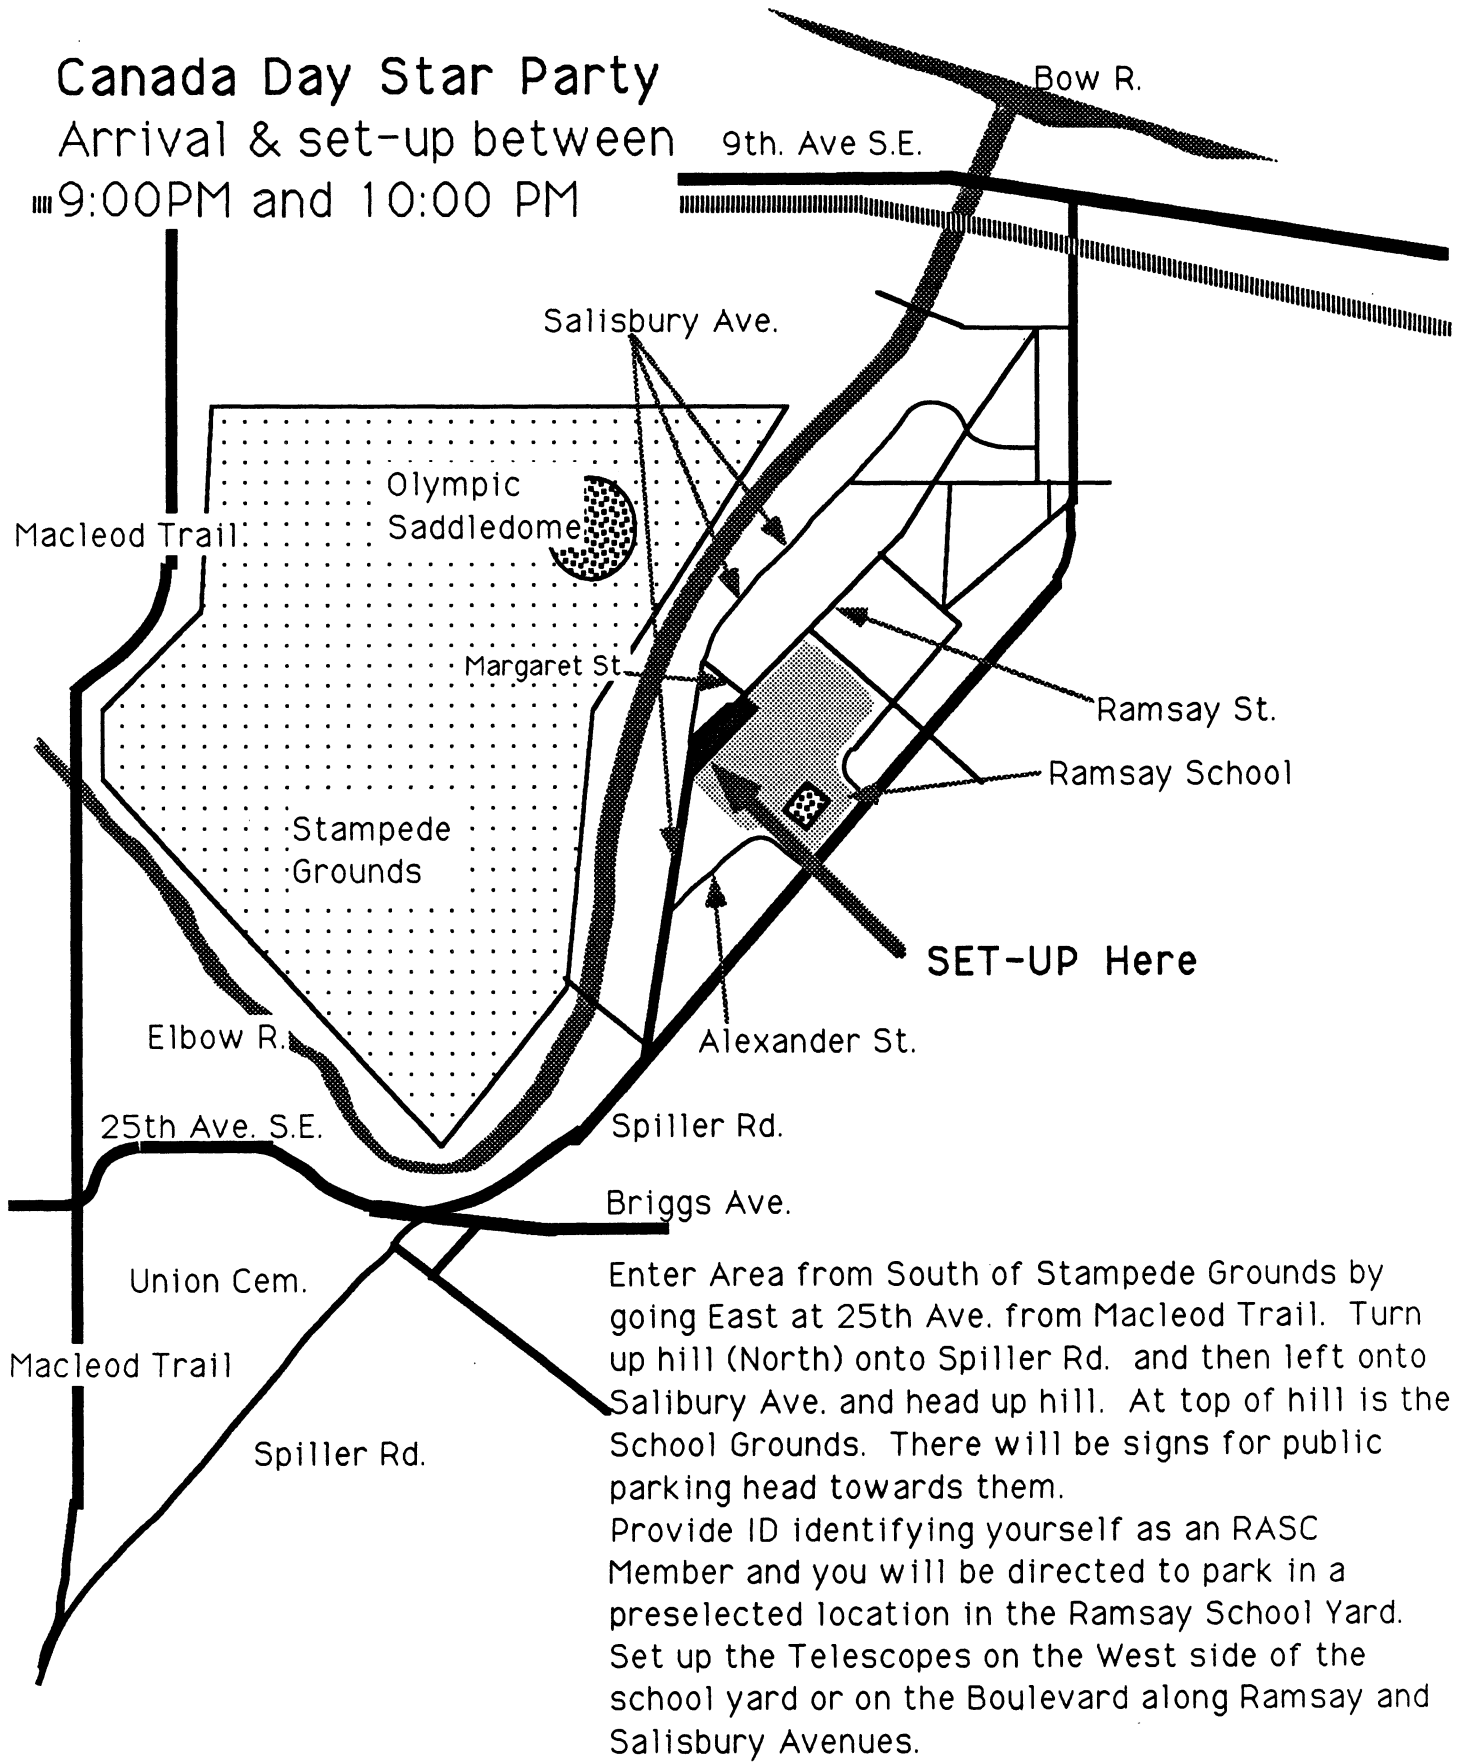 Canada Day Star Party
Arrival & set-up between
9:00PM and 10:00 PM
Bow R.
9th. Ave S.E.
Salisbury Ave.
Olympic
Saddledome
Macleod Trail
Margaret St.
Ramsay St.
Ramsay School
Stampede
Grounds
SET-UP Here
Elbow R.
Alexander St.
25th Ave. S.E.
Spiller Rd.
Briggs Ave.
Union Cem.
Macleod Trail
Spiller Rd.
Enter Area from South of Stampede Grounds by
going East at 25th Ave. from Macleod Trail. Turn
up hill (North) onto Spiller Rd. and then left onto
Salibury Ave. and head up hill. At top of hill is the
School Grounds. There will be signs for public
parking head towards them.
Provide ID identifying yourself as an RASC
Member and you will be directed to park in a
preselected location in the Ramsay School Yard.
Set up the Telescopes on the West side of the
school yard or on the Boulevard along Ramsay and
Salisbury Avenues.